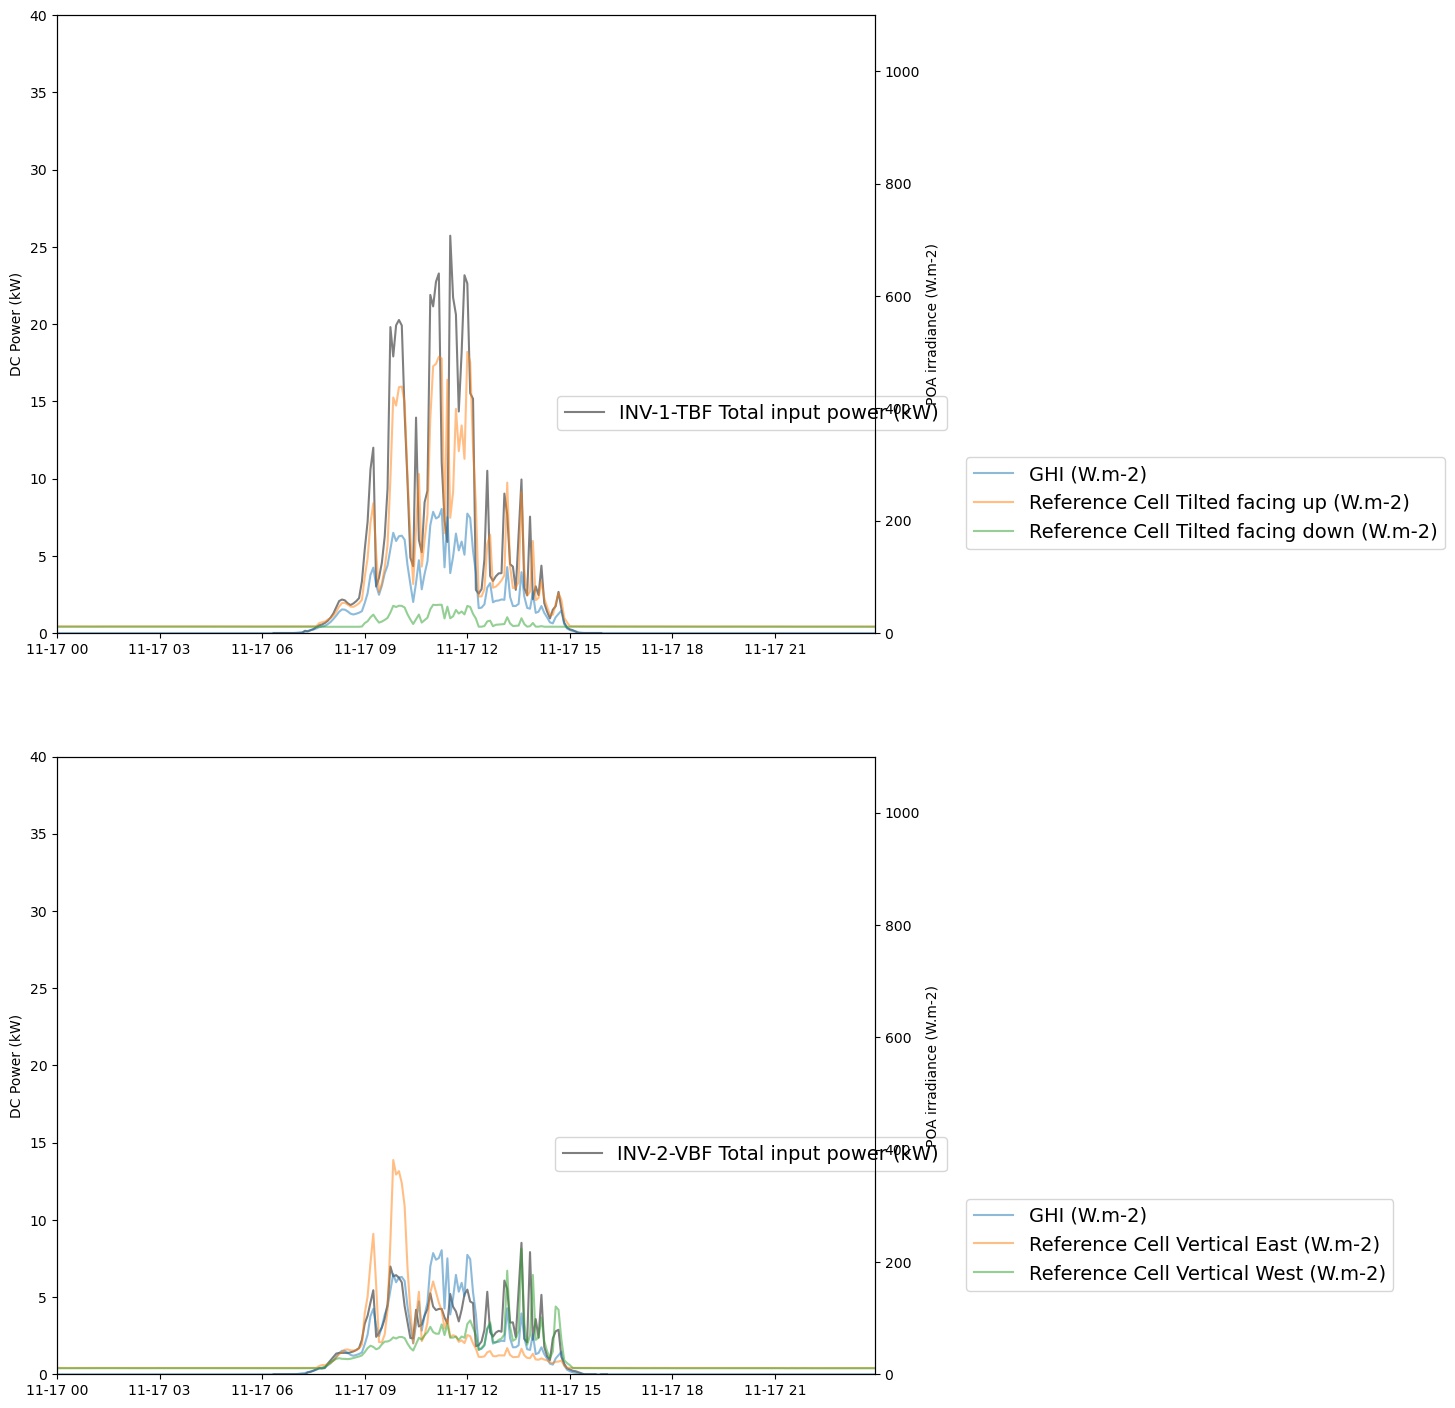 40
35
30
25
20
15
10
5
0
DC Power (kW)
1000
800
600
400
200
0
POA irradiance (W.m-2)
INV-1-TBF Total input power (kW)
GHI (W.m-2)
Reference Cell Tilted facing up (W.m-2)
Reference Cell Tilted facing down (W.m-2)
11-17 00 11-17 03 11-17 06 11-17 09 11-17 12 11-17 15 11-17 18 11-17 21
40
35
30
25
20
15
10
5
0
DC Power (kW)
1000
800
600
400
200
0
POA irradiance (W.m-2)
INV-2-VBF Total input power (kW)
GHI (W.m-2)
Reference Cell Vertical East (W.m-2)
Reference Cell Vertical West (W.m-2)
11-17 00 11-17 03 11-17 06 11-17 09 11-17 12 11-17 15 11-17 18 11-17 21